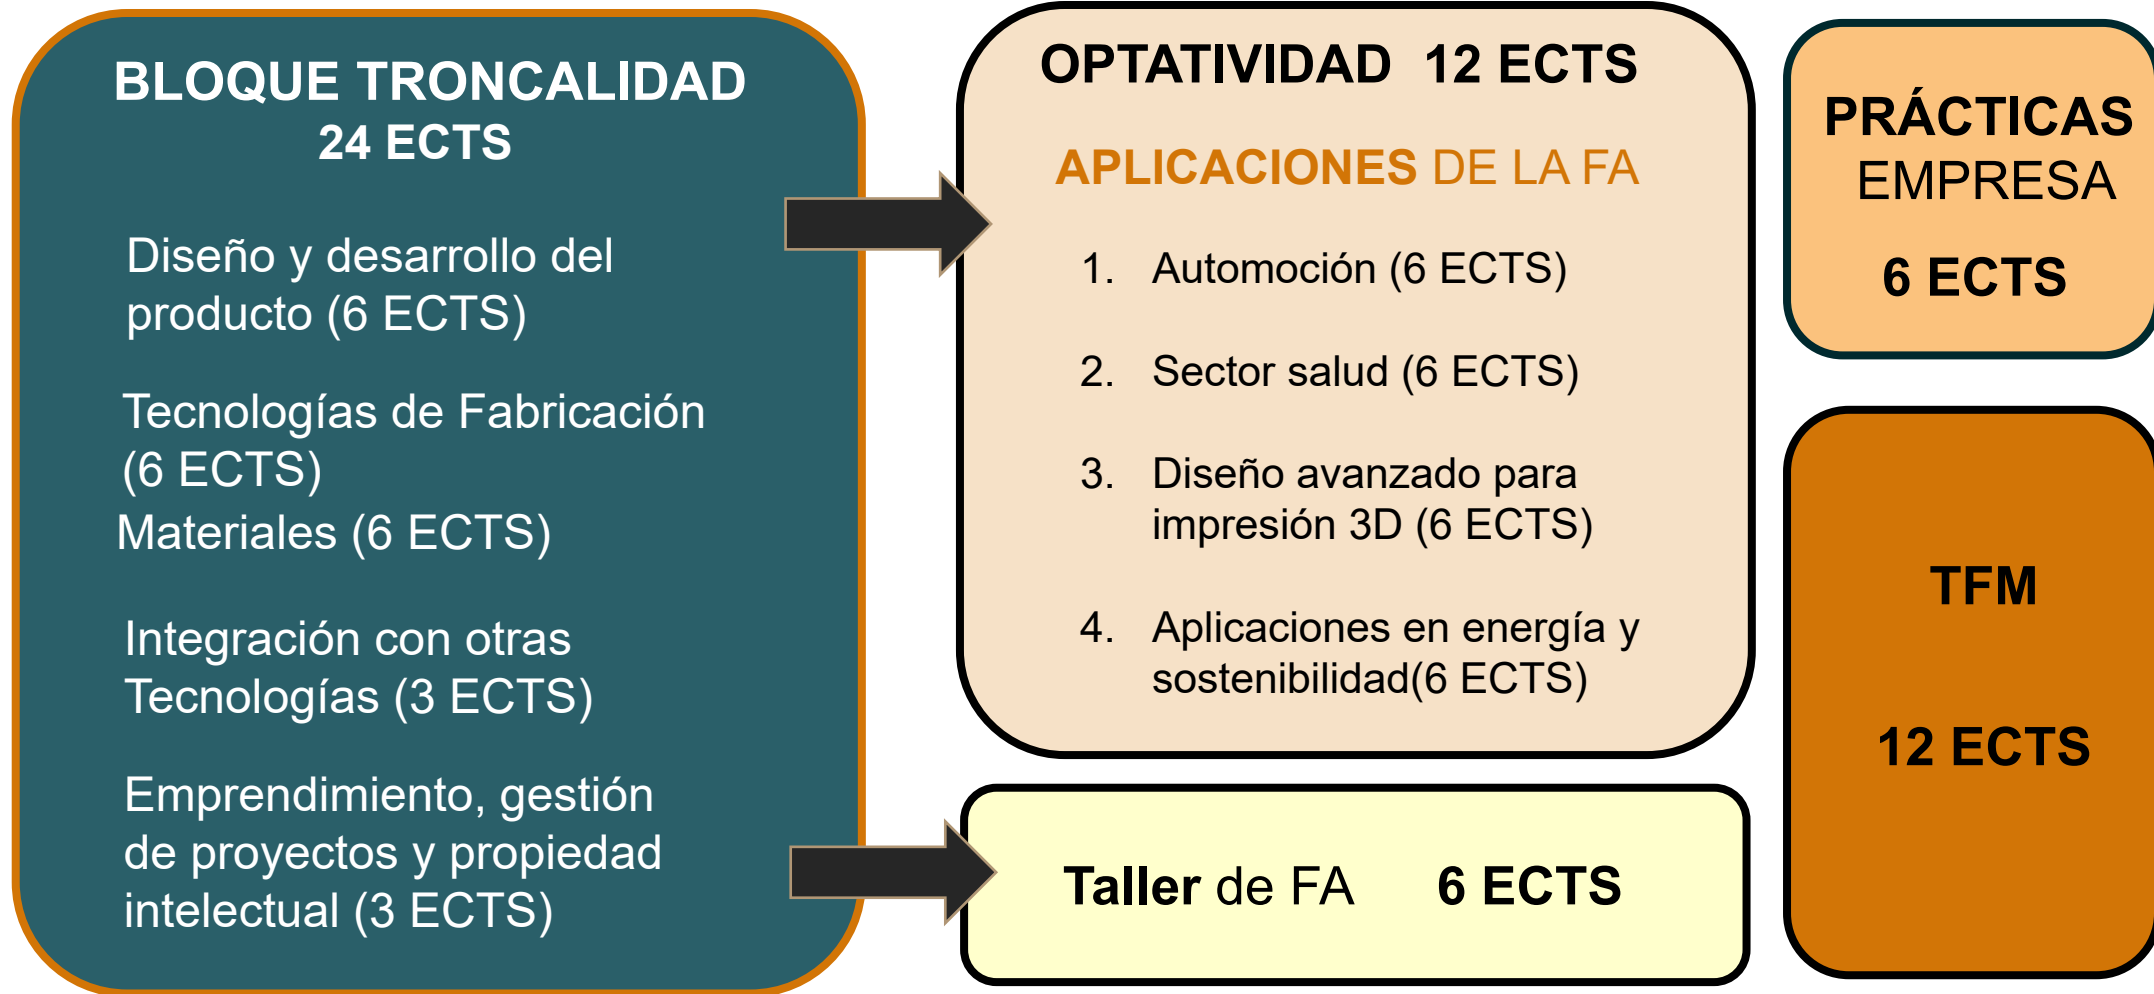 BLOQUE TRONCALIDAD
24 ECTS
Diseño y desarrollo del
producto (6 ECTS)
Tecnologías de Fabricación
(6 ECTS)
Materiales (6 ECTS)
Integración con otras
Tecnologías (3 ECTS)
Emprendimiento, gestión
de proyectos y propiedad
intelectual (3 ECTS)
OPTATIVIDAD 12 ECTS
APLICACIONES DE LA FA
1. Automoción (6 ECTS)
2. Sector salud (6 ECTS)
3. Diseño avanzado para
impresión 3D (6 ECTS)
4. Aplicaciones en energía y
sostenibilidad(6 ECTS)
Taller de FA 6 ECTS
PRÁCTICAS
EMPRESA
6 ECTS
TFM
12 ECTS